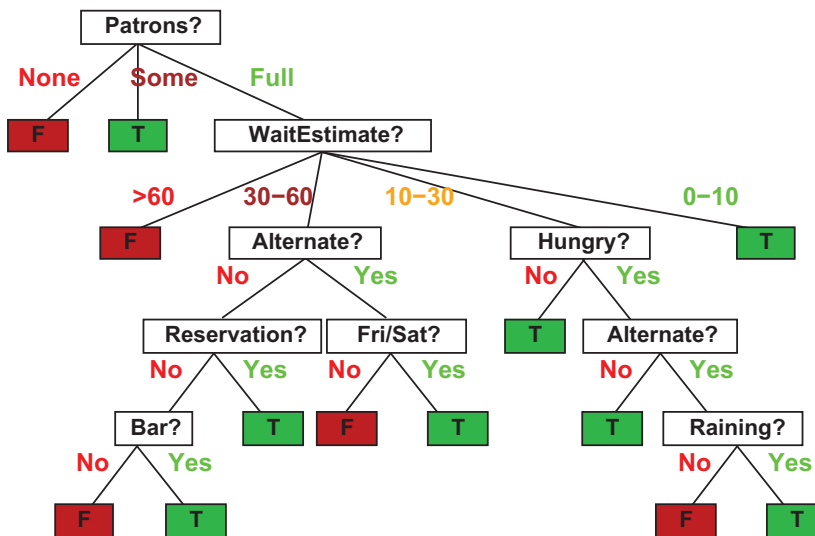 Patrons?
None Some Full
F T WaitEstimate?
>60 30−60 10−30 0−10
F Alternate? Hungry? T
No Yes No Yes
Reservation? Fri/Sat? T Alternate?
No Yes No Yes No Yes
Bar? T F T T Raining?
No Yes No Yes
F T F T